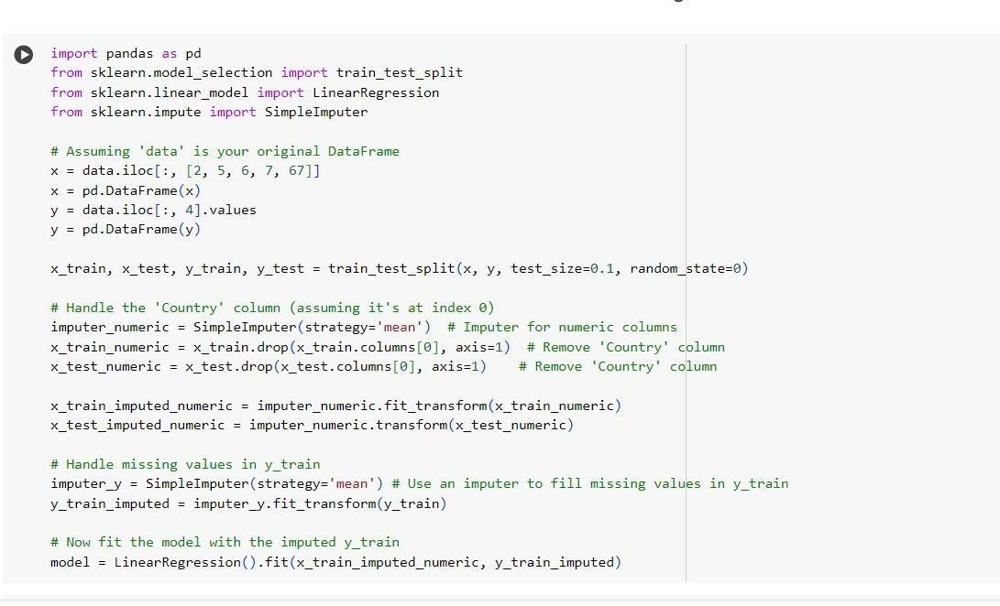 import pandas as pd
from sklearn.model_selection import train_test_split
from sklearn.linear_model import LinearRegression
from sklearn.impute import SimpleImputer
# Assuming 'data' is your original DataFrame
x = data.iloc[:, [2, 5, 6, 7, 67]]
x = pd.DataFrame(x)
y = data.iloc[:, 4].values
y = pd.DataFrame(y)
x_train, x_test, y_train, y_test = train_test_split(x, y, test_size=0.1, random_state=0)
# Handle the 'Country' column (assuming it's at index 0)
imputer_numeric = SimpleImputer(strategy='mean')  # Imputer for numeric columns
x_train_numeric = x_train.drop(x_train.columns[0], axis=1)  # Remove 'Country' column
x_test_numeric = x_test.drop(x_test.columns[0], axis=1)    # Remove 'Country' column
x_train_imputed_numeric = imputer_numeric.fit_transform(x_train_numeric)
x_test_imputed_numeric = imputer_numeric.transform(x_test_numeric)
# Handle missing values in y_train
imputer_y = SimpleImputer(strategy='mean') # Use an imputer to fill missing values in y_train
y_train_imputed = imputer_y.fit_transform(y_train)
# Now fit the model with the imputed y_train
model = LinearRegression().fit(x_train_imputed_numeric, y_train_imputed)